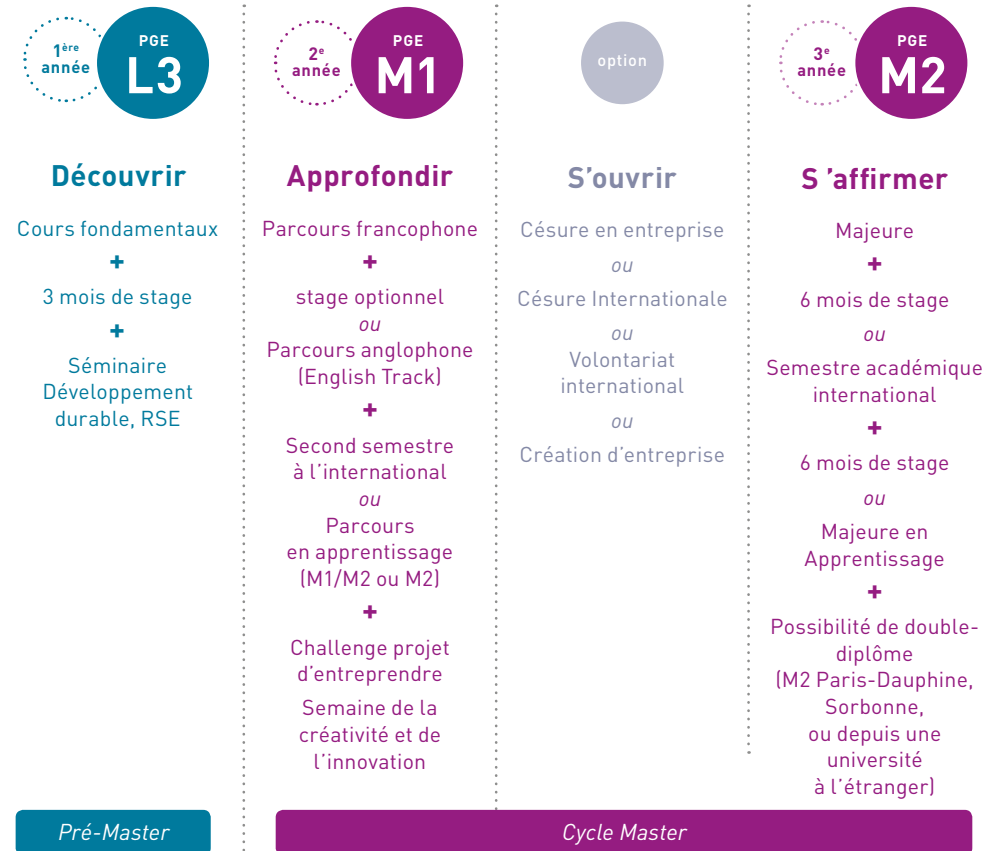 1ère
année
PGE
L3
Découvrir
Cours fondamentaux
+
3 mois de stage
+
Séminaire
Développement
durable, RSE
Pré-Master
2e
année
PGE
M1
Approfondir
Parcours francophone
+
stage optionnel
ou
Parcours anglophone
(English Track)
+
Second semestre
à l'international
ou
Parcours
en apprentissage
(M1/M2 ou M2)
+
Challenge projet
d'entreprendre
Semaine de la
créativité et de
l'innovation
option
S'ouvrir
Césure en entreprise
ou
Césure Internationale
ou
Volontariat
international
ou
Création d'entreprise
3e
année
PGE
M2
S 'affirmer
Majeure
+
6 mois de stage
ou
Semestre académique
international
+
6 mois de stage
ou
Majeure en
Apprentissage
+
Possibilité de double-
diplôme
(M2 Paris-Dauphine,
Sorbonne,
ou depuis une
université
à l'étranger)
Cycle Master